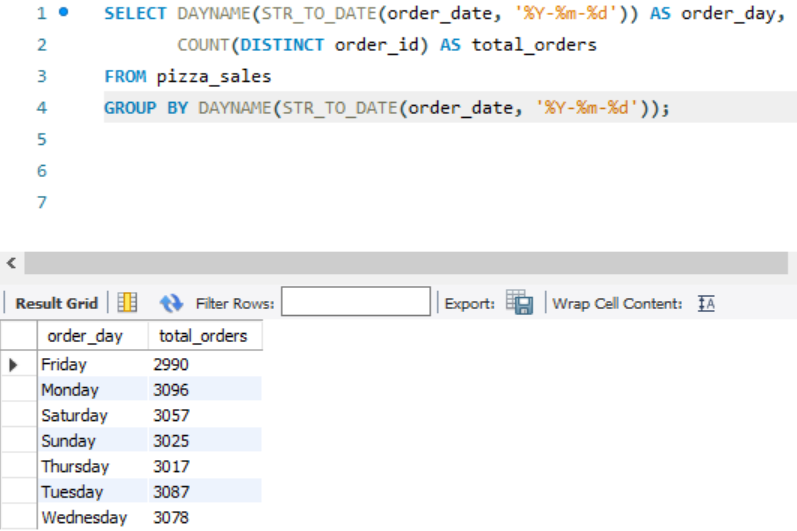 1 SELECT DAYNAME(STR_TO_DATE(order_date, '%Y-%m-%d')) AS order_day,
2 COUNT(DISTINCT order_id) AS total_orders
3 FROM pizza_sales
4 GROUP BY DAYNAME(STR_TO_DATE(order_date, '%Y-%m-%d'));
5
6
7
Result Grid Filter Rows: Export: Wrap Cell Content: IA
order_day total_orders
Friday 2990
Monday 3096
Saturday 3057
Sunday 3025
Thursday 3017
Tuesday 3087
Wednesday 3078